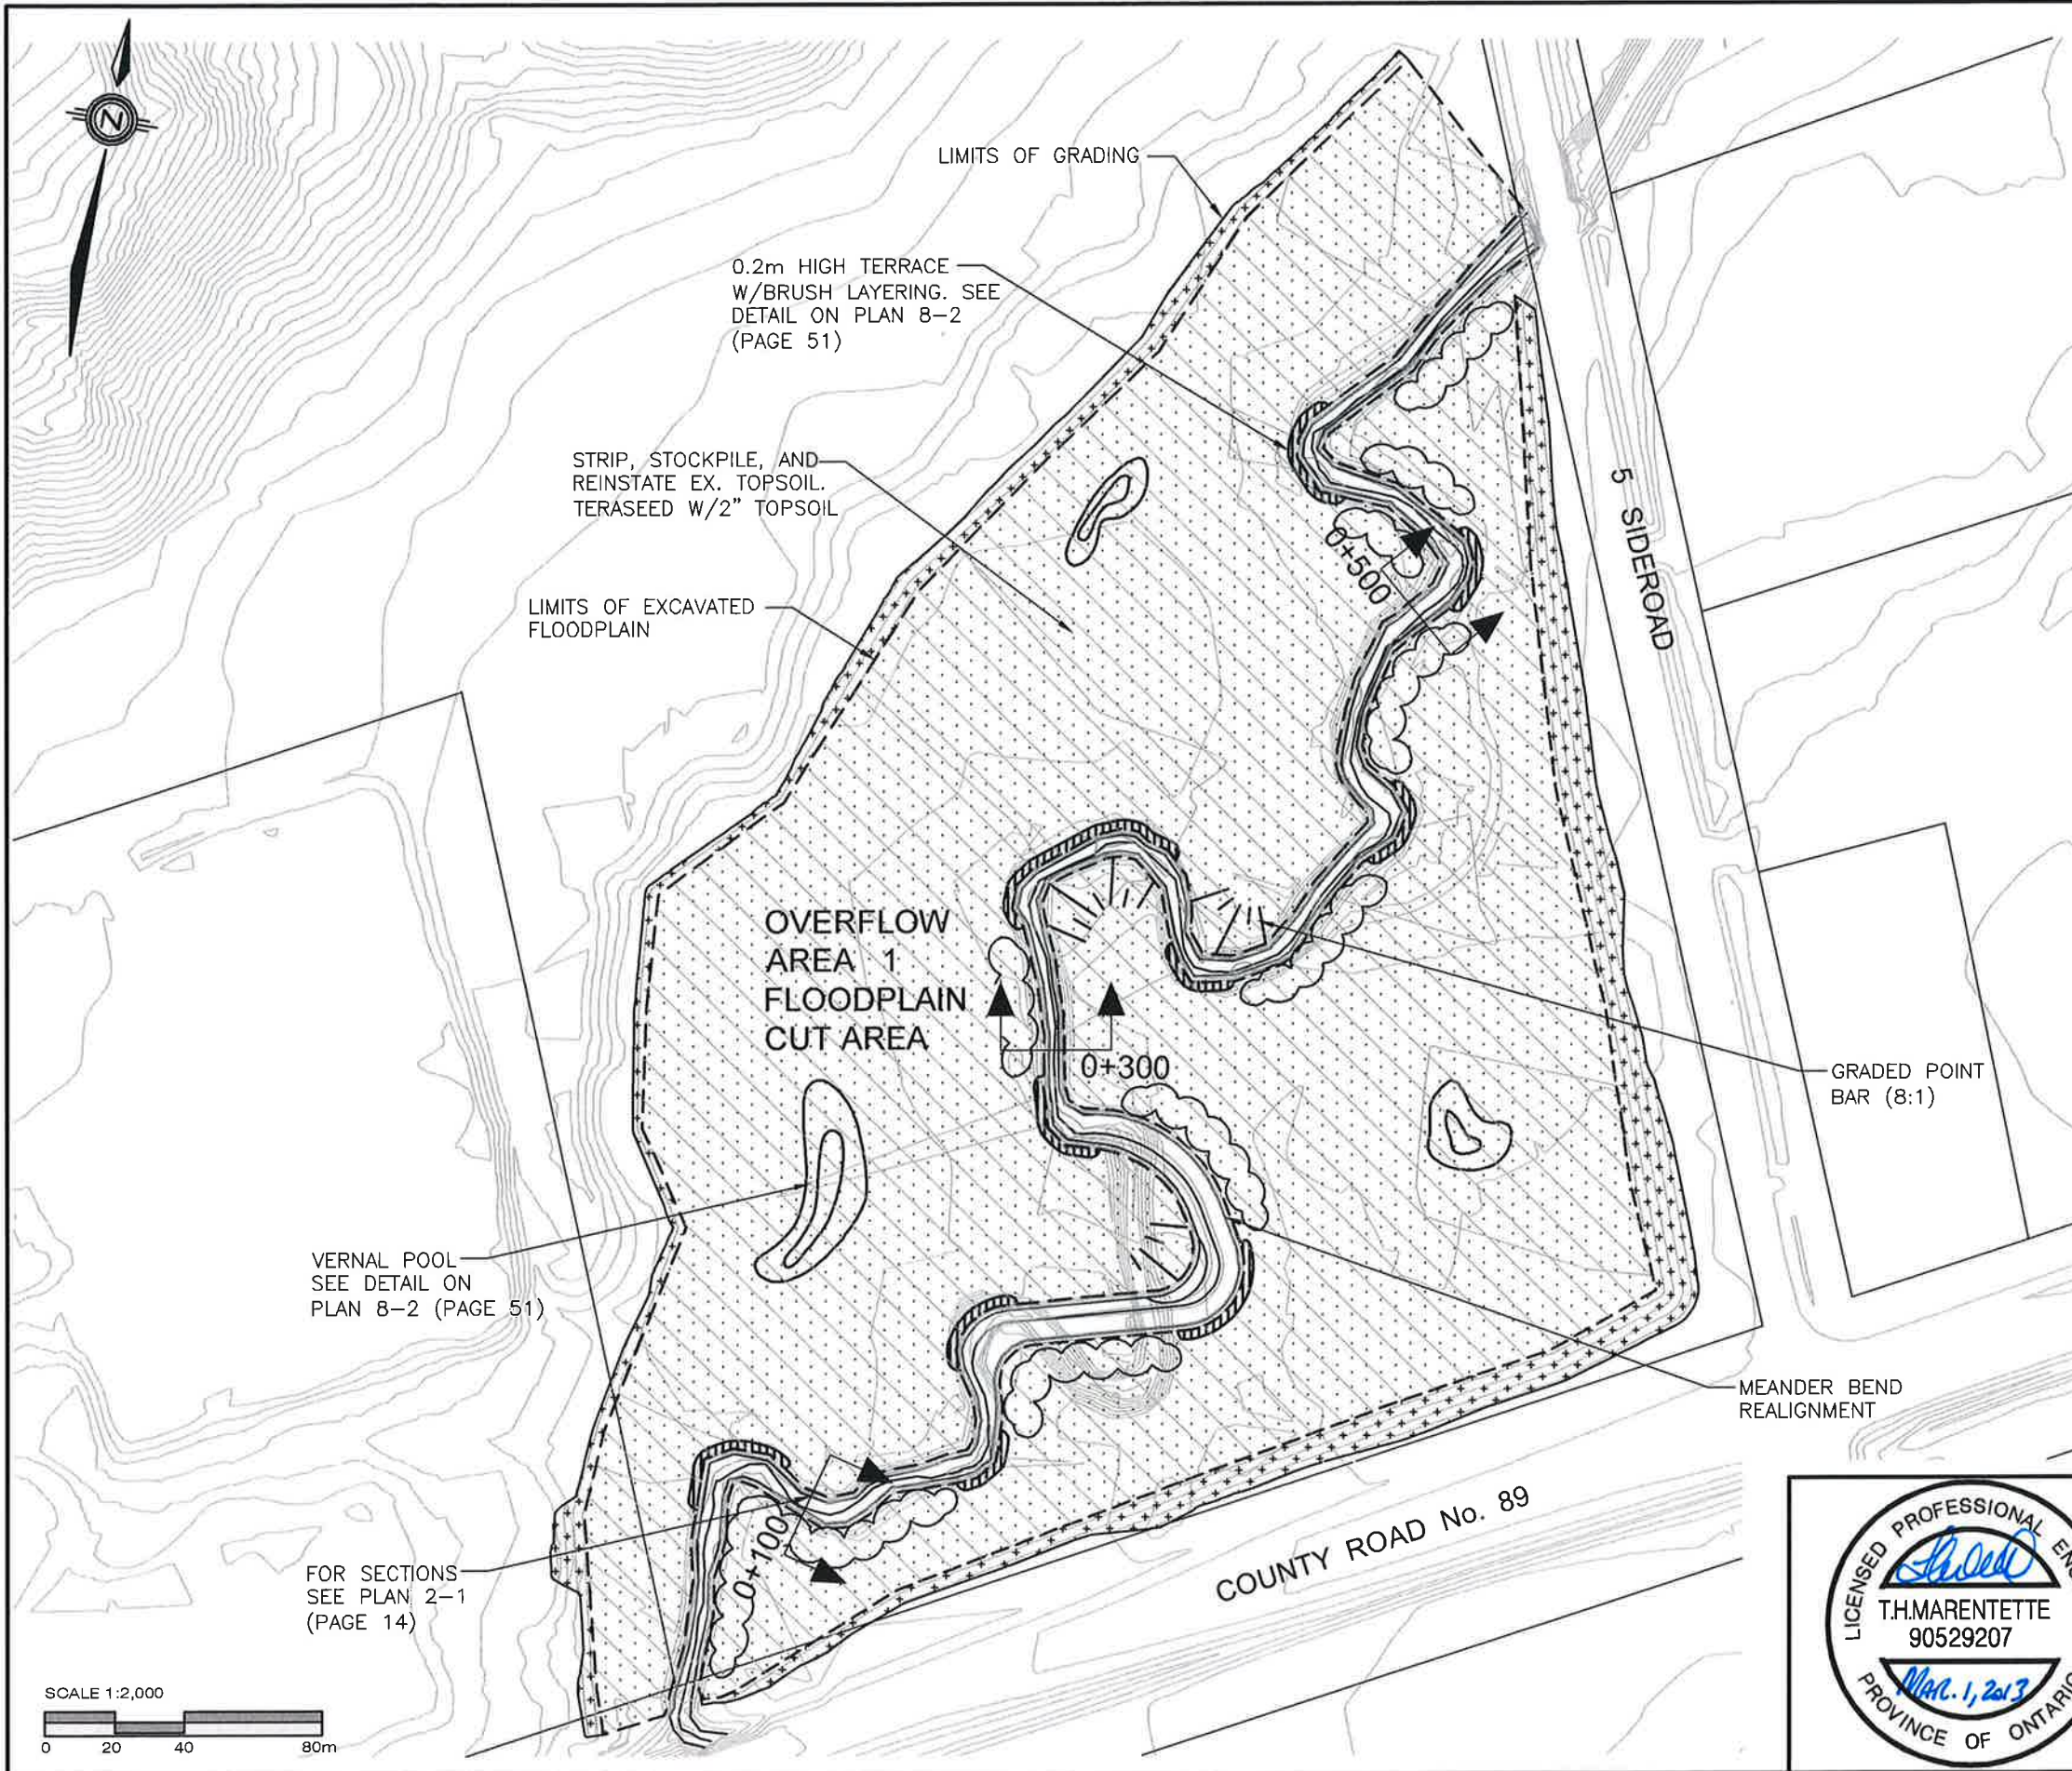 N
LIMITS OF GRADING
0.2m HIGH TERRACE
W/BRUSH LAYERING. SEE
DETAIL ON PLAN 8-2
(PAGE 51)
STRIP, STOCKPILE, AND
REINSTATE EX. TOPSOIL.
TERASEED W/2" TOPSOIL
LIMITS OF EXCAVATED
FLOODPLAIN
0+500
5 SIDEROAD
OVERFLOW
AREA 1
FLOODPLAIN
CUT AREA
0+300
GRADED POINT
BAR (8:1)
VERNAL POOL
SEE DETAIL ON
PLAN 8-2 (PAGE 51)
MEANDER BEND
REALIGNMENT
0+100
FOR SECTIONS
SEE PLAN 2-1
(PAGE 14)
COUNTY ROAD No. 89
SCALE 1:2,000
0 20 40 80m
LICENSED PROFESSIONAL
T.H.MARENTETTE
90529207
MAR. 1, 2013
PROVINCE OF ONTARIO